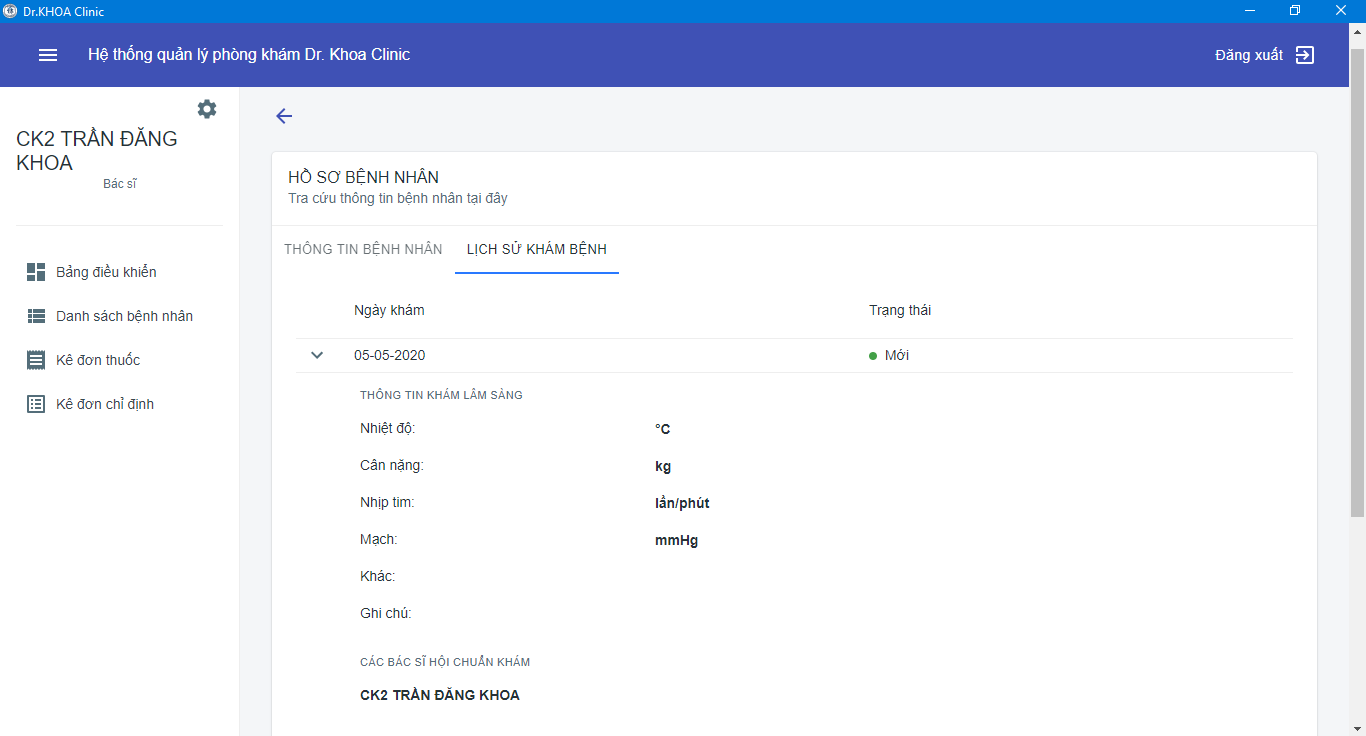 Dr.KHOA Clinic
Hệ thống quản lý phòng khám Dr. Khoa Clinic
Đăng xuất
CK2 TRẦN ĐĂNG
KHOA
Bác sĩ
Bảng điều khiển
Danh sách bệnh nhân
Kê đơn thuốc
Kê đơn chỉ định
HỒ SƠ BỆNH NHÂN
Tra cứu thông tin bệnh nhân tại đây
THÔNG TIN BỆNH NHÂN LỊCH SỬ KHÁM BỆNH
Ngày khám Trạng thái
05-05-2020 Mới
THÔNG TIN KHÁM LÂM SÀNG
Nhiệt độ: °C
Cân nặng: kg
Nhịp tim: lần/phút
Mạch: mmHg
Khác:
Ghi chú:
CÁC BÁC SĨ HỘI CHUẨN KHÁM
CK2 TRẦN ĐĂNG KHOA